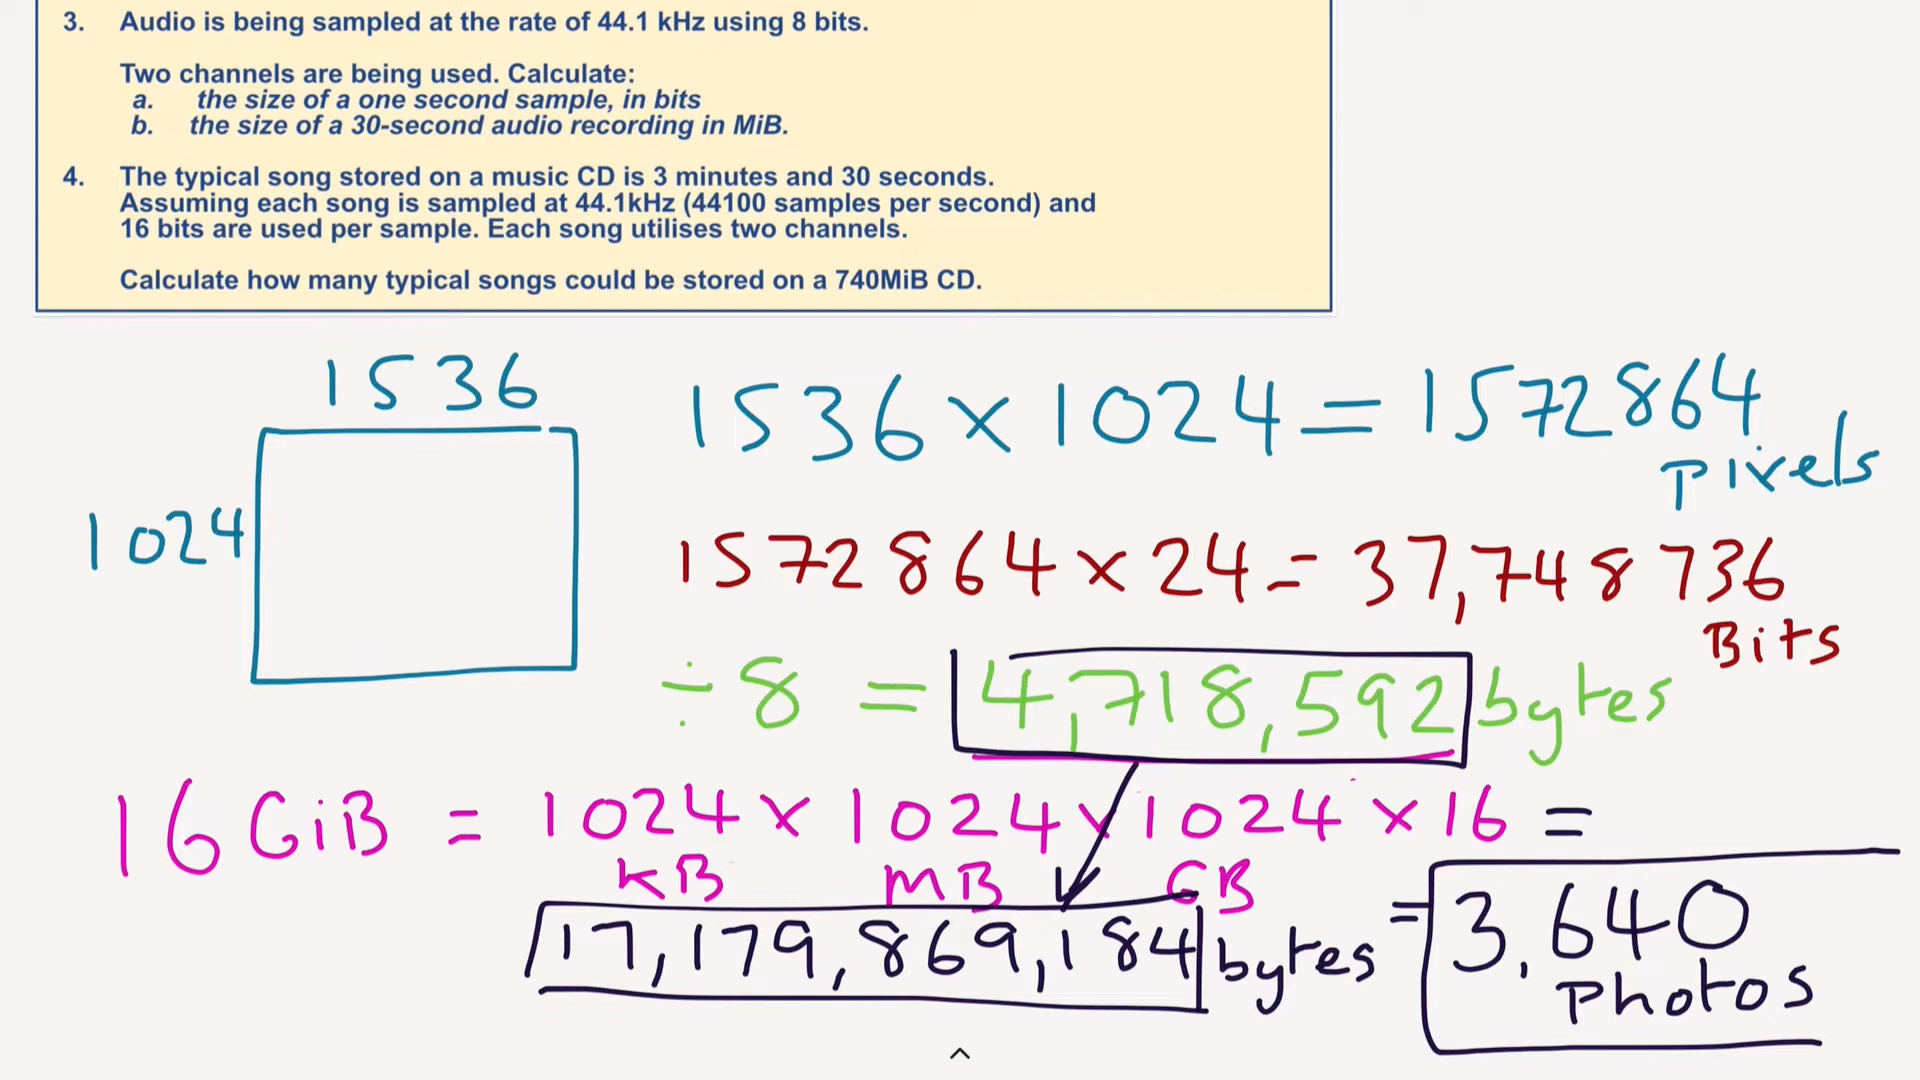 3. Audio is being sampled at the rate of 44.1 kHz using 8 bits.
Two channels are being used. Calculate:
a. the size of a one second sample, in bits
b. the size of a 30-second audio recording in MiB.
4. The typical song stored on a music CD is 3 minutes and 30 seconds.
Assuming each song is sampled at 44.1kHz (44100 samples per second) and
16 bits are used per sample. Each song utilises two channels.
Calculate how many typical songs could be stored on a 740MiB CD.
1536
1024
1536 × 1024 = 1572864
Pixels
1572864 × 24 = 37,748 736
Bits
÷ 8 = 4,718,592 bytes
16 GiB = 1024 × 1024 × 1024 × 16 =
KB MB GB
17,179,869,184 bytes = 3,640
Photos